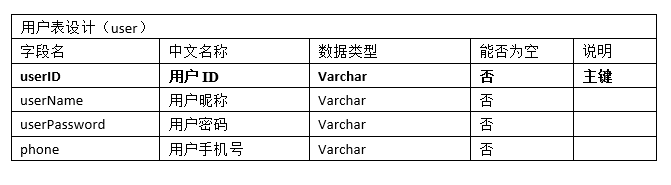 用户表设计（user）
字段名 中文名称 数据类型 能否为空 说明
userID 用户 ID Varchar 否 主键
userName 用户昵称 Varchar 否
userPassword 用户密码 Varchar 否
phone 用户手机号 Varchar 否